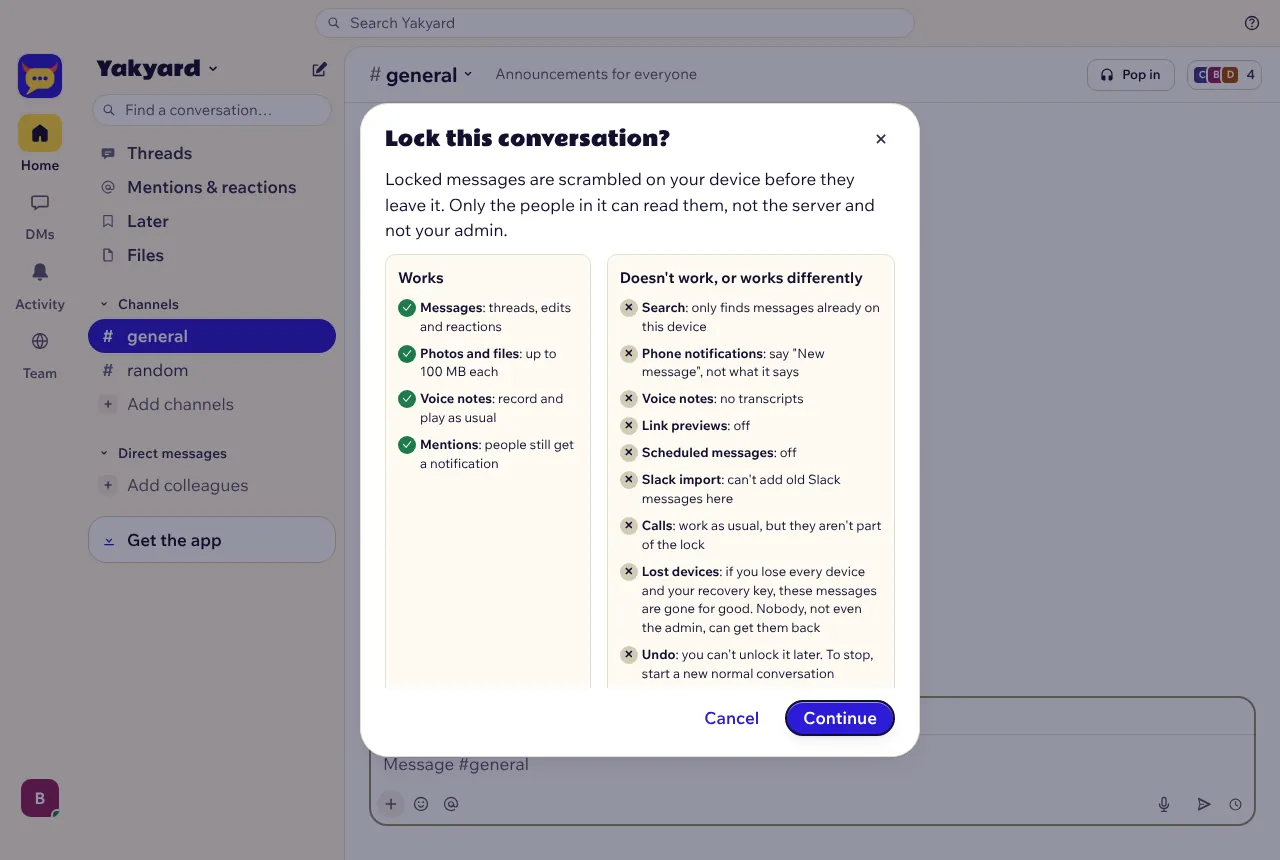 Search Yakyard
Yakyard
Find a conversation…
Home
DMs
Activity
Team
Threads
Mentions & reactions
Later
Files
Channels
# general
# random
+ Add channels
Direct messages
+ Add colleagues
Get the app
B
# general
Announcements for everyone
Pop in
C B D 4
Lock this conversation?
Locked messages are scrambled on your device before they
leave it. Only the people in it can read them, not the server and
not your admin.
Works
Messages: threads, edits
and reactions
Photos and files: up to
100 MB each
Voice notes: record and
play as usual
Mentions: people still get
a notification
Doesn't work, or works differently
Search: only finds messages already on
this device
Phone notifications: say "New
message", not what it says
Voice notes: no transcripts
Link previews: off
Scheduled messages: off
Slack import: can't add old Slack
messages here
Calls: work as usual, but they aren't part
of the lock
Lost devices: if you lose every device
and your recovery key, these messages
are gone for good. Nobody, not even
the admin, can get them back
Undo: you can't unlock it later. To stop,
start a new normal conversation
Cancel
Continue
Message #general